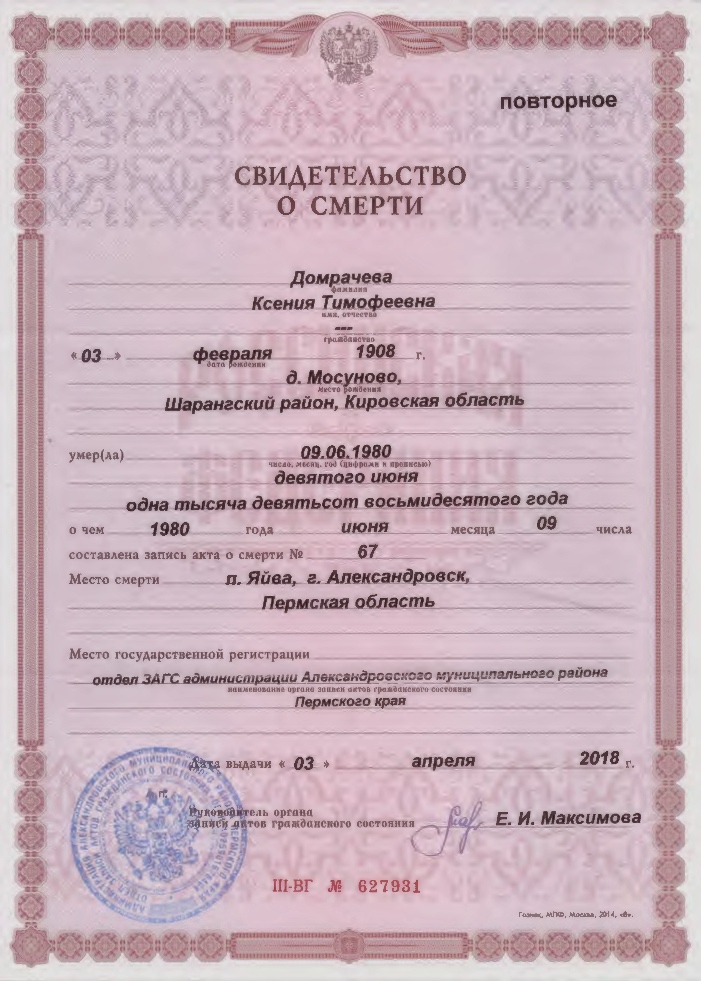 повторное
СВИДЕТЕЛЬСТВО
О СМЕРТИ
Домрачева
фамилия
Ксения Тимофеевна
имя, отчество
---
гражданство
« 03 » февраля 1908 г.
дата рождения
д. Мосуново,
место рождения
Шарангский район, Кировская область
умер(ла) 09.06.1980
число, месяц, год (цифрами и прописью)
девятого июня
одна тысяча девятьсот восьмидесятого года
о чем 1980 года июня месяца 09 числа
составлена запись акта о смерти № 67
Место смерти п. Яйва, г. Александровск,
Пермская область
Место государственной регистрации
отдел ЗАГС администрации Александровского муниципального района
наименование органа записи актов гражданского состояния
Пермского края
Дата выдачи « 03 » апреля 2018 г.
Руководитель органа
записи актов гражданского состояния Е. И. Максимова
III-ВГ № 627931
Гознак, МПФ, Москва, 2014, «В».